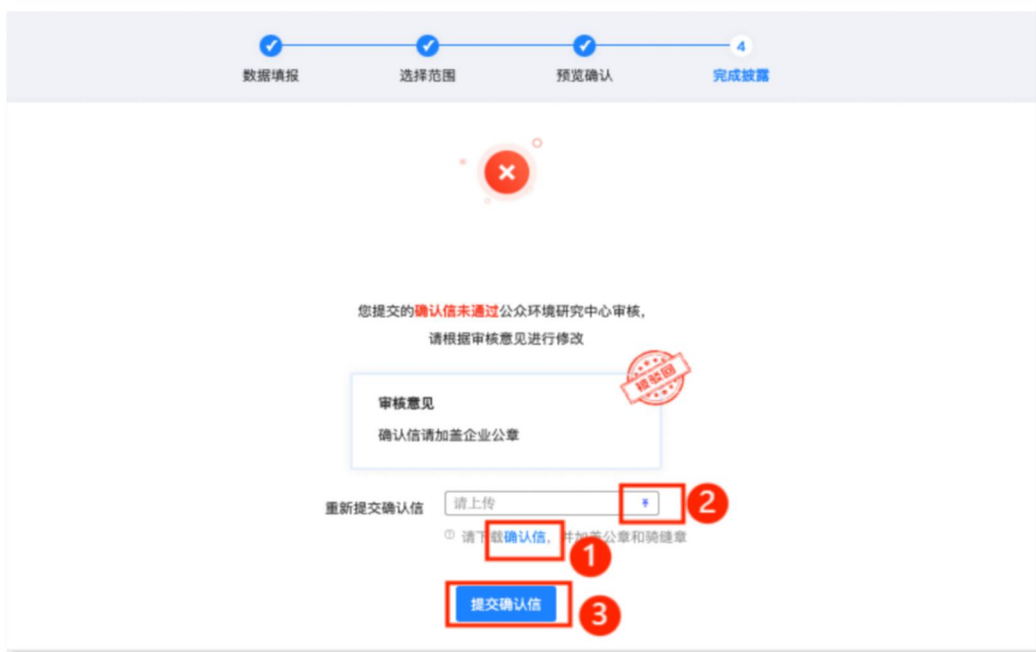 4
数据填报
选择范围
预览确认
完成披露
您提交的确认信未通过公众环境研究中心审核，
请根据审核意见进行修改
被驳回
审核意见
确认信请加盖企业公章
重新提交确认信
请上传
2
请下载确认信，并加盖公章和骑缝章
1
提交确认信
3